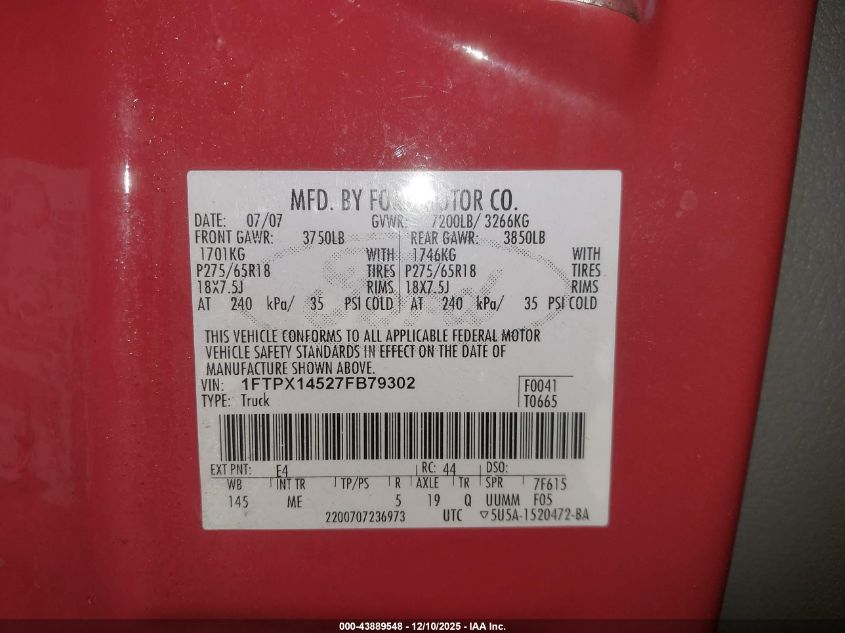 MFD. BY FORD MOTOR CO.
DATE: 07/07 GVWR: 7200LB/ 3266KG
FRONT GAWR: 3750LB REAR GAWR: 3850LB
1701KG WITH 1746KG WITH
P275/65R18 TIRES P275/65R18 TIRES
18X7.5J RIMS 18X7.5J RIMS
AT 240 kPa/ 35 PSI COLD AT 240 kPa/ 35 PSI COLD
THIS VEHICLE CONFORMS TO ALL APPLICABLE FEDERAL MOTOR
VEHICLE SAFETY STANDARDS IN EFFECT ON THE DATE OF
MANUFACTURE SHOWN ABOVE.
VIN: 1FTPX14527FB79302 F0041
TYPE: Truck T0665
EXT PNT: E4 RC: 44 DSO:
WB INT TR TP/PS R AXLE TR SPR 7F615
145 ME 5 19 Q UUMM F05
2200707236973 UTC ▽5U5A-1520472-BA
000-43889548 - 12/10/2025 - IAA Inc.